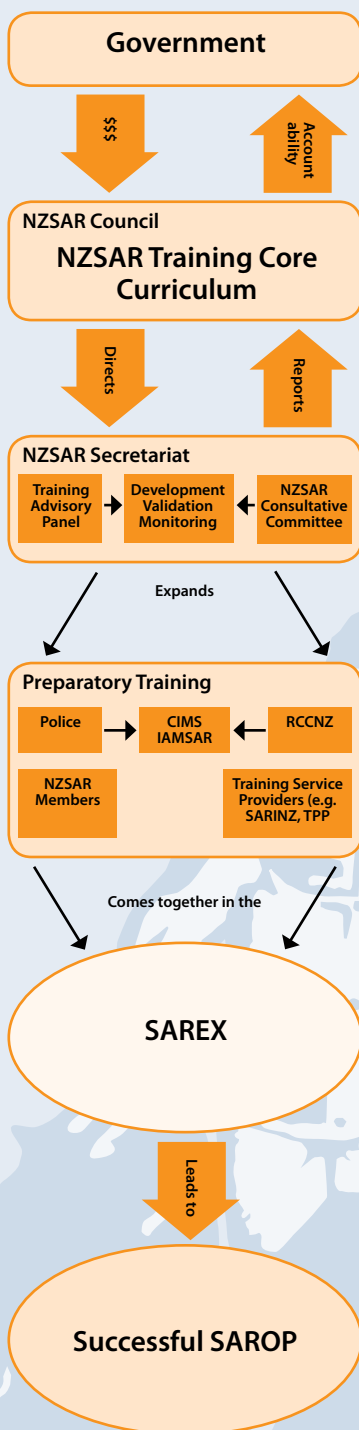 Government
$$$
Account
ability
NZSAR Council
NZSAR Training Core
Curriculum
Directs
Reports
NZSAR Secretariat
Training
Advisory
Panel
Development
Validation
Monitoring
NZSAR
Consultative
Committee
Expands
Preparatory Training
Police
CIMS
IAMSAR
RCCNZ
NZSAR
Members
Training Service
Providers (e.g.
SARINZ, TPP
Comes together in the
SAREX
Leads to
Successful SAROP